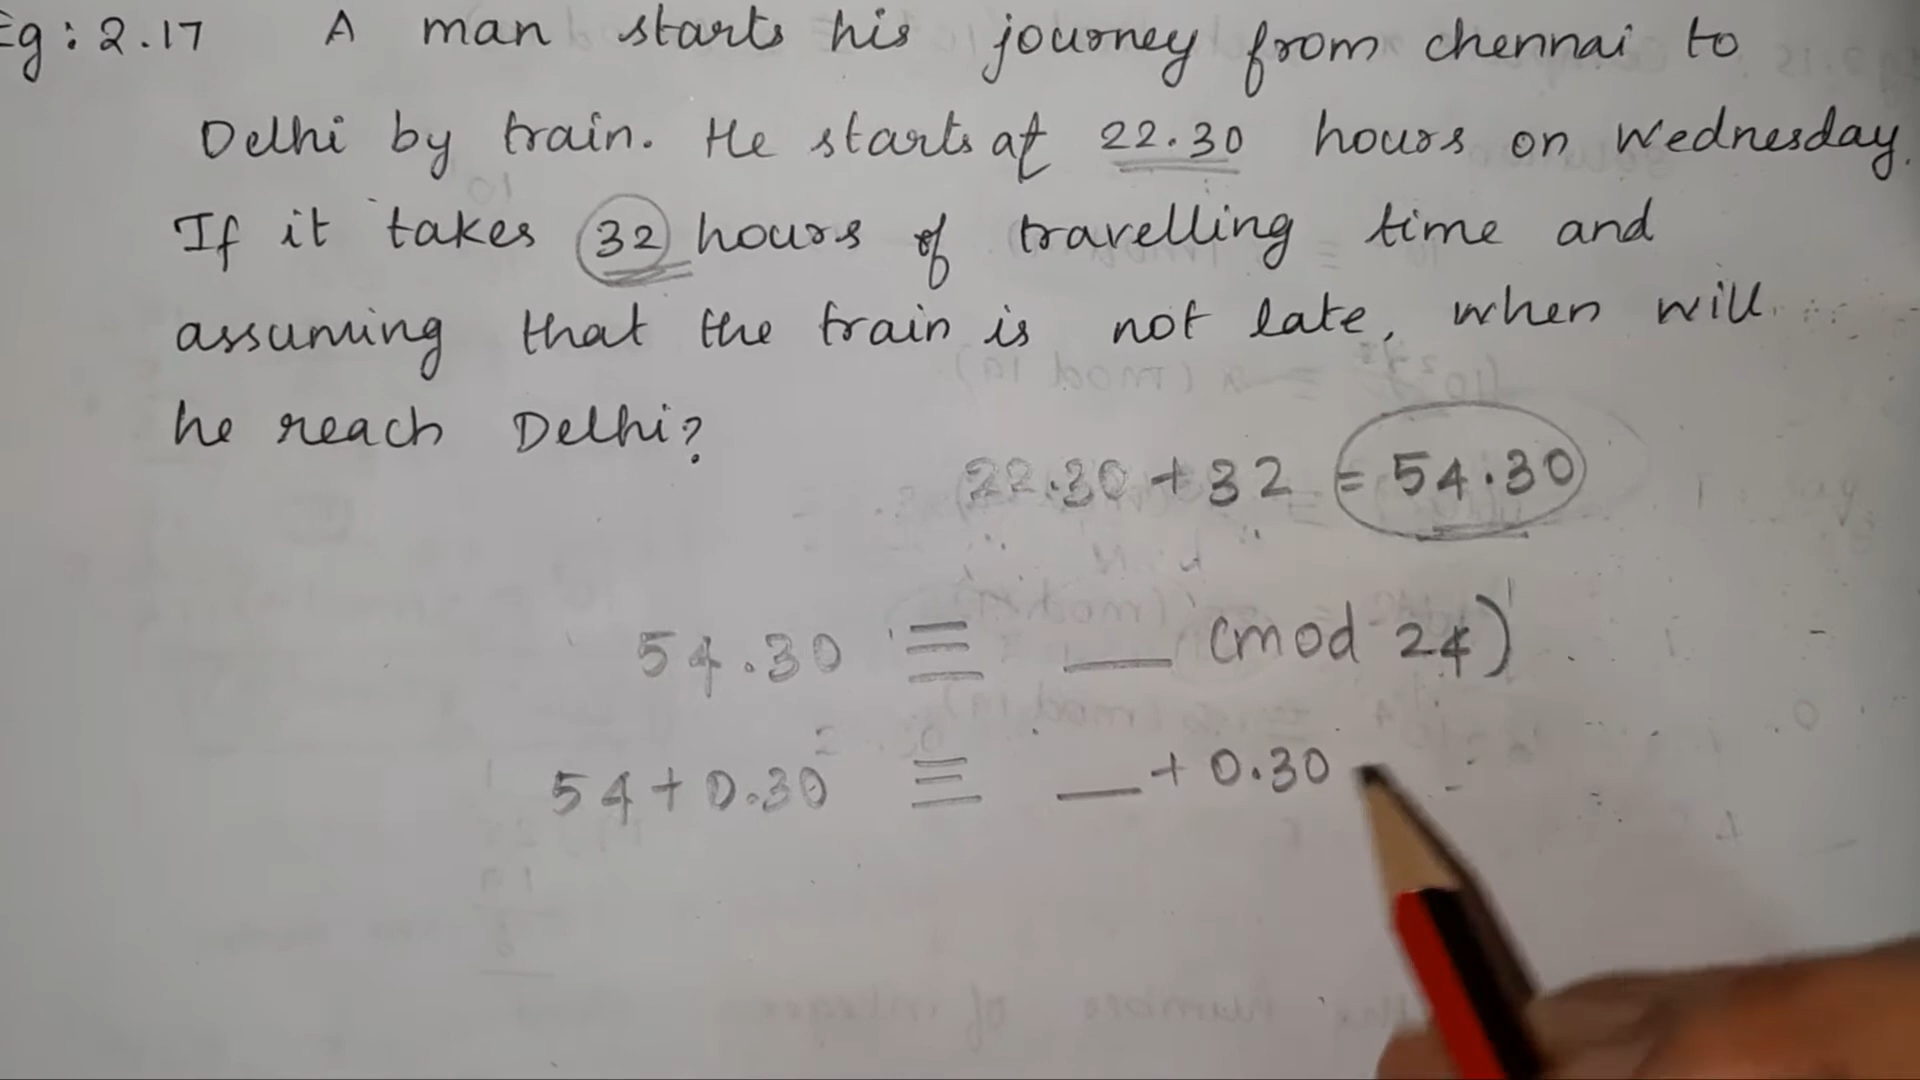 Eg: 2.17 A man starts his journey from chennai to
Delhi by train. He starts at 22.30 hours on Wednesday.
If it takes 32 hours of travelling time and
assuming that the train is not late, when will
he reach Delhi?
22.30 + 32 = 54.30
54.30 ≡ __ (mod 24)
54 + 0.30 ≡ __ + 0.30